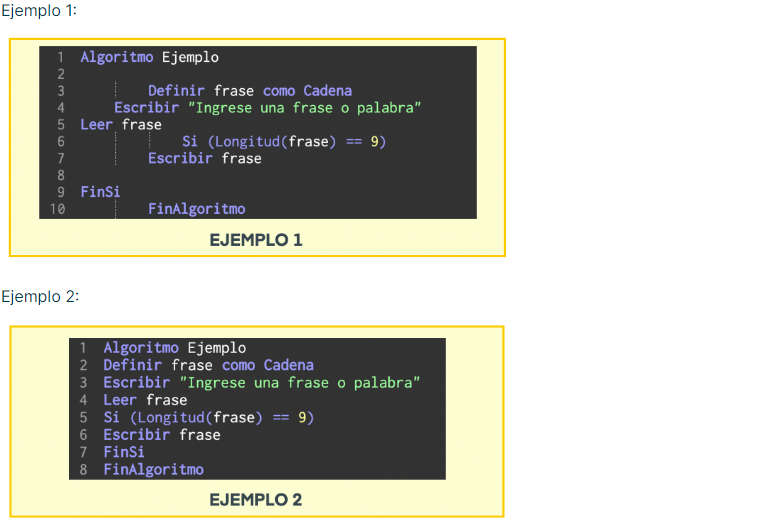 Ejemplo 1:
1 Algoritmo Ejemplo
2
3 Definir frase como Cadena
4 Escribir "Ingrese una frase o palabra"
5 Leer frase
6 Si (Longitud(frase) == 9)
7 Escribir frase
8
9 FinSi
10 FinAlgoritmo
EJEMPLO 1
Ejemplo 2:
1 Algoritmo Ejemplo
2 Definir frase como Cadena
3 Escribir "Ingrese una frase o palabra"
4 Leer frase
5 Si (Longitud(frase) == 9)
6 Escribir frase
7 FinSi
8 FinAlgoritmo
EJEMPLO 2